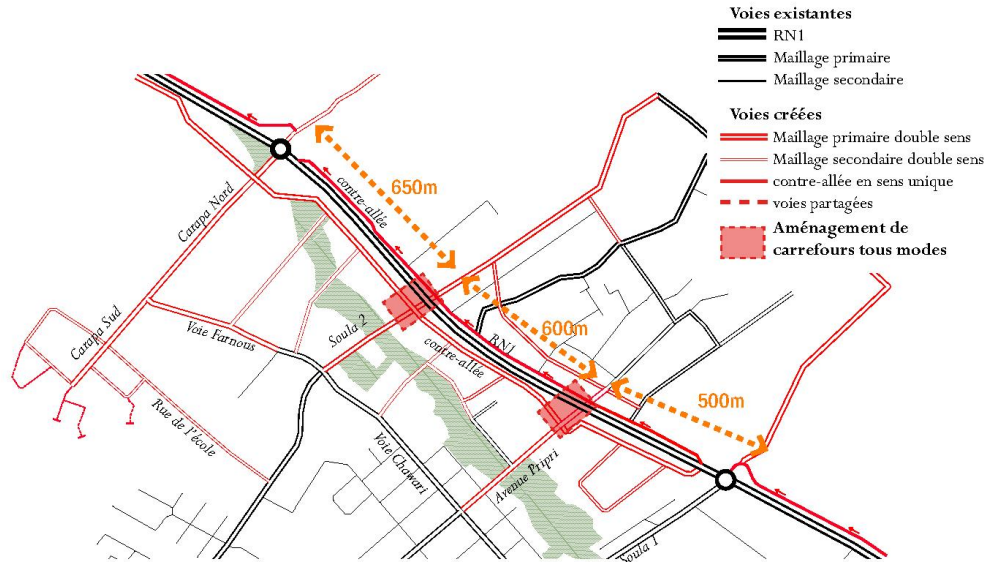 Voies existantes
RN1
Maillage primaire
Maillage secondaire
Voies créées
Maillage primaire double sens
Maillage secondaire double sens
contre-allée en sens unique
voies partagées
Aménagement de
carrefours tous modes
650m
contre-allée
Carapa Nord
Carapa Sud
Voie Farnous
Soula 2
RN1
600m
contre-allée
500m
Rue de l'école
Voie Chawari
Avenue Pripri
Soula 1